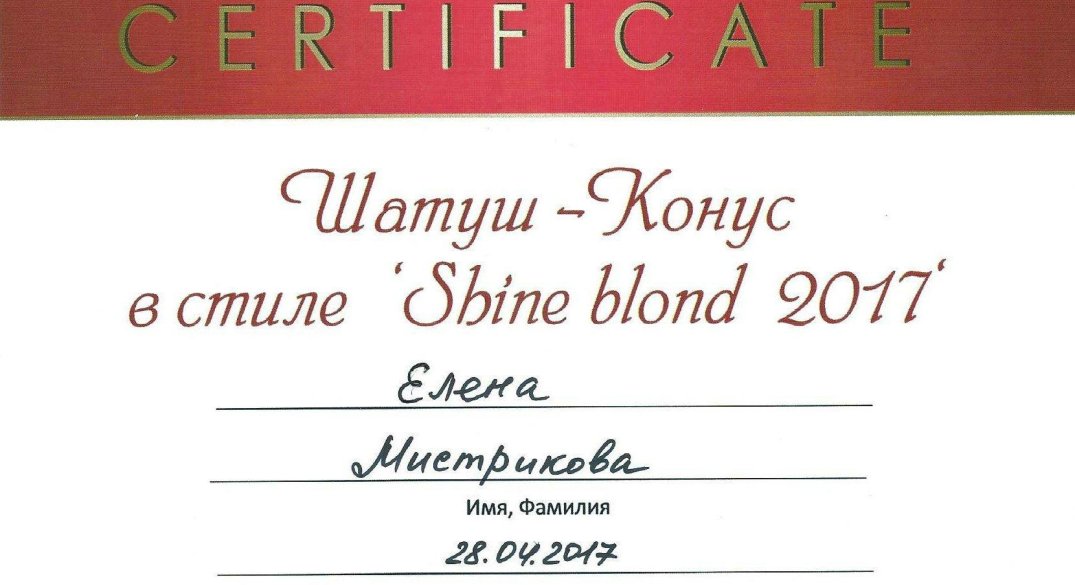 CERTIFICATE
Шатуш - Конус
в стиле 'Shine blond 2017'
Елена
Мистрикова
Имя, Фамилия
28.04.2017